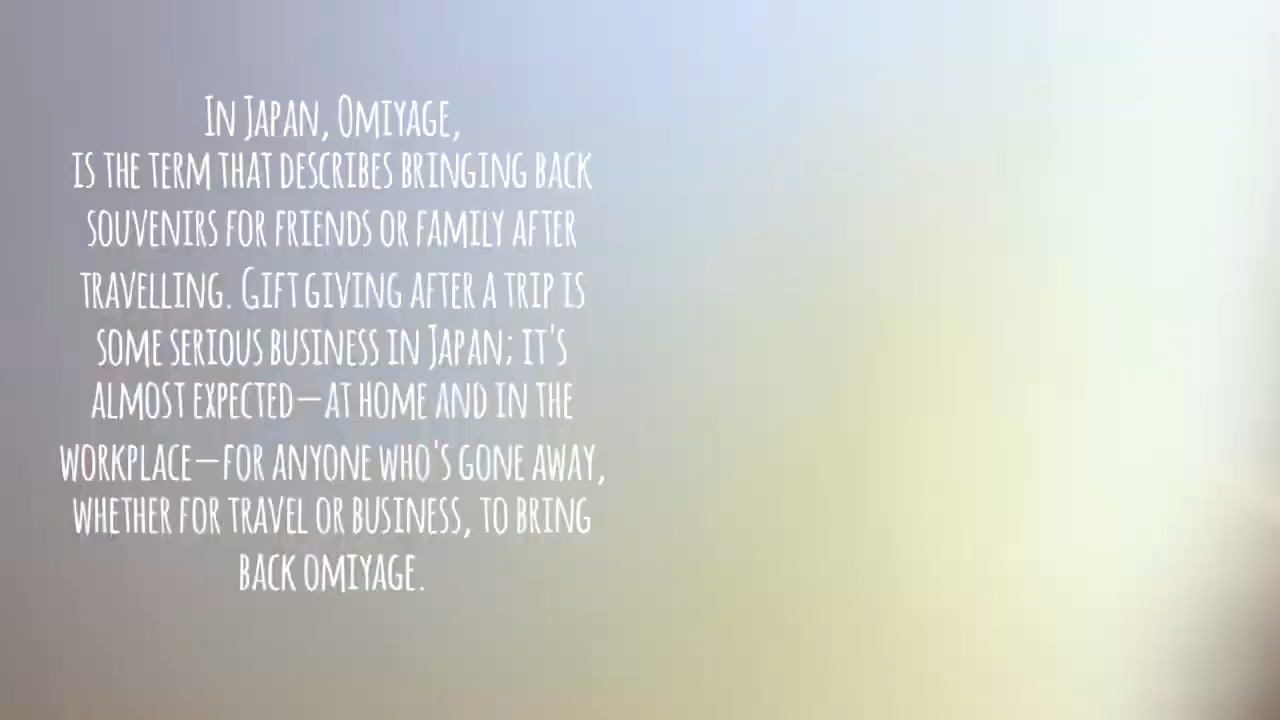 In Japan, Omiyage,
is the term that describes bringing back
souvenirs for friends or family after
travelling. Gift giving after a trip is
some serious business in Japan; it's
almost expected—at home and in the
workplace—for anyone who's gone away,
whether for travel or business, to bring
back omiyage.